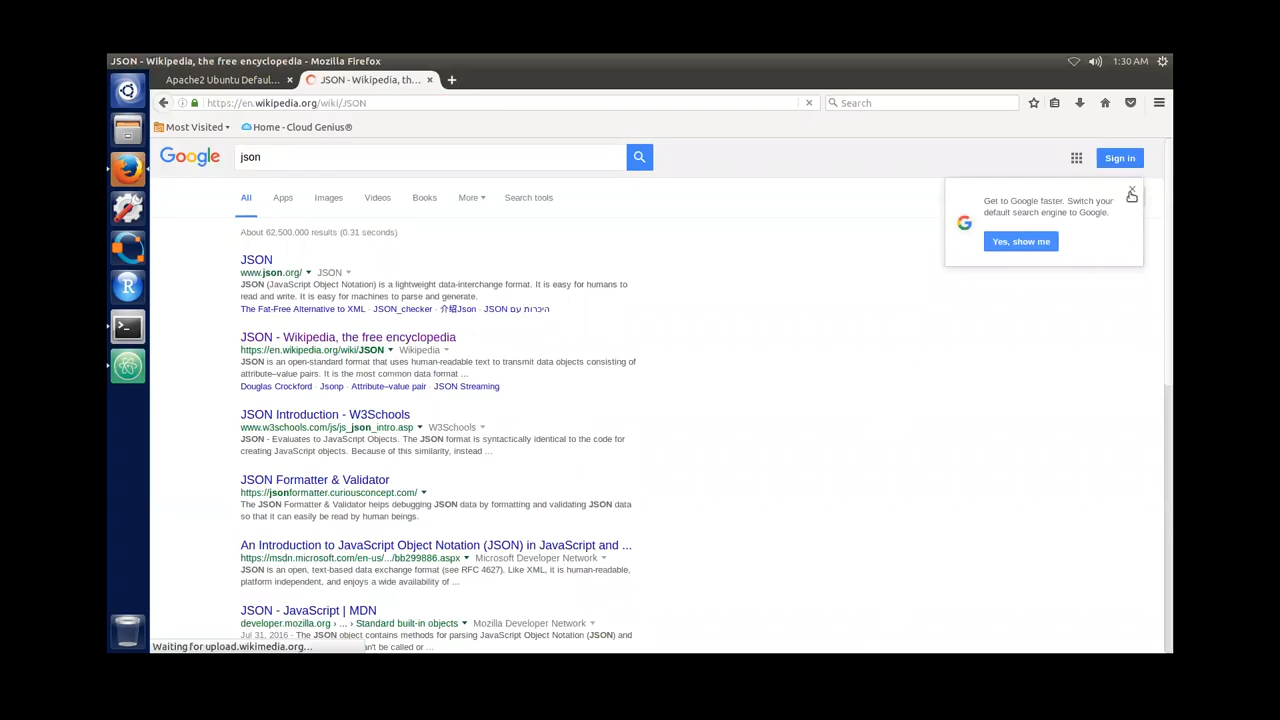 JSON - Wikipedia, the free encyclopedia - Mozilla Firefox
1:30 AM
Apache2 Ubuntu Defaul...
JSON - Wikipedia, th...
https://en.wikipedia.org/wiki/JSON
Search
Most Visited
Home - Cloud Genius®
Google
json
Sign in
All Apps Images Videos Books More Search tools
Get to Google faster. Switch your
default search engine to Google.
Yes, show me
About 62,500,000 results (0.31 seconds)
JSON
www.json.org/ JSON
JSON (JavaScript Object Notation) is a lightweight data-interchange format. It is easy for humans to
read and write. It is easy for machines to parse and generate.
The Fat-Free Alternative to XML · JSON_checker · 介紹Json · JSON היכרות עם
JSON - Wikipedia, the free encyclopedia
https://en.wikipedia.org/wiki/JSON Wikipedia
JSON is an open-standard format that uses human-readable text to transmit data objects consisting of
attribute–value pairs. It is the most common data format ...
Douglas Crockford · Jsonp · Attribute–value pair · JSON Streaming
JSON Introduction - W3Schools
www.w3schools.com/js/js_json_intro.asp W3Schools
JSON - Evaluates to JavaScript Objects. The JSON format is syntactically identical to the code for
creating JavaScript objects. Because of this similarity, instead ...
JSON Formatter & Validator
https://jsonformatter.curiousconcept.com/
The JSON Formatter & Validator helps debugging JSON data by formatting and validating JSON data
so that it can easily be read by human beings.
An Introduction to JavaScript Object Notation (JSON) in JavaScript and ...
https://msdn.microsoft.com/en-us/.../bb299886.aspx Microsoft Developer Network
JSON is an open, text-based data exchange format (see RFC 4627). Like XML, it is human-readable,
platform independent, and enjoys a wide availability of ...
JSON - JavaScript | MDN
developer.mozilla.org › ... › Standard built-in objects Mozilla Developer Network
Jul 31, 2016 - The JSON object contains methods for parsing JavaScript Object Notation (JSON) and
Waiting for upload.wikimedia.org... an't be called or ...